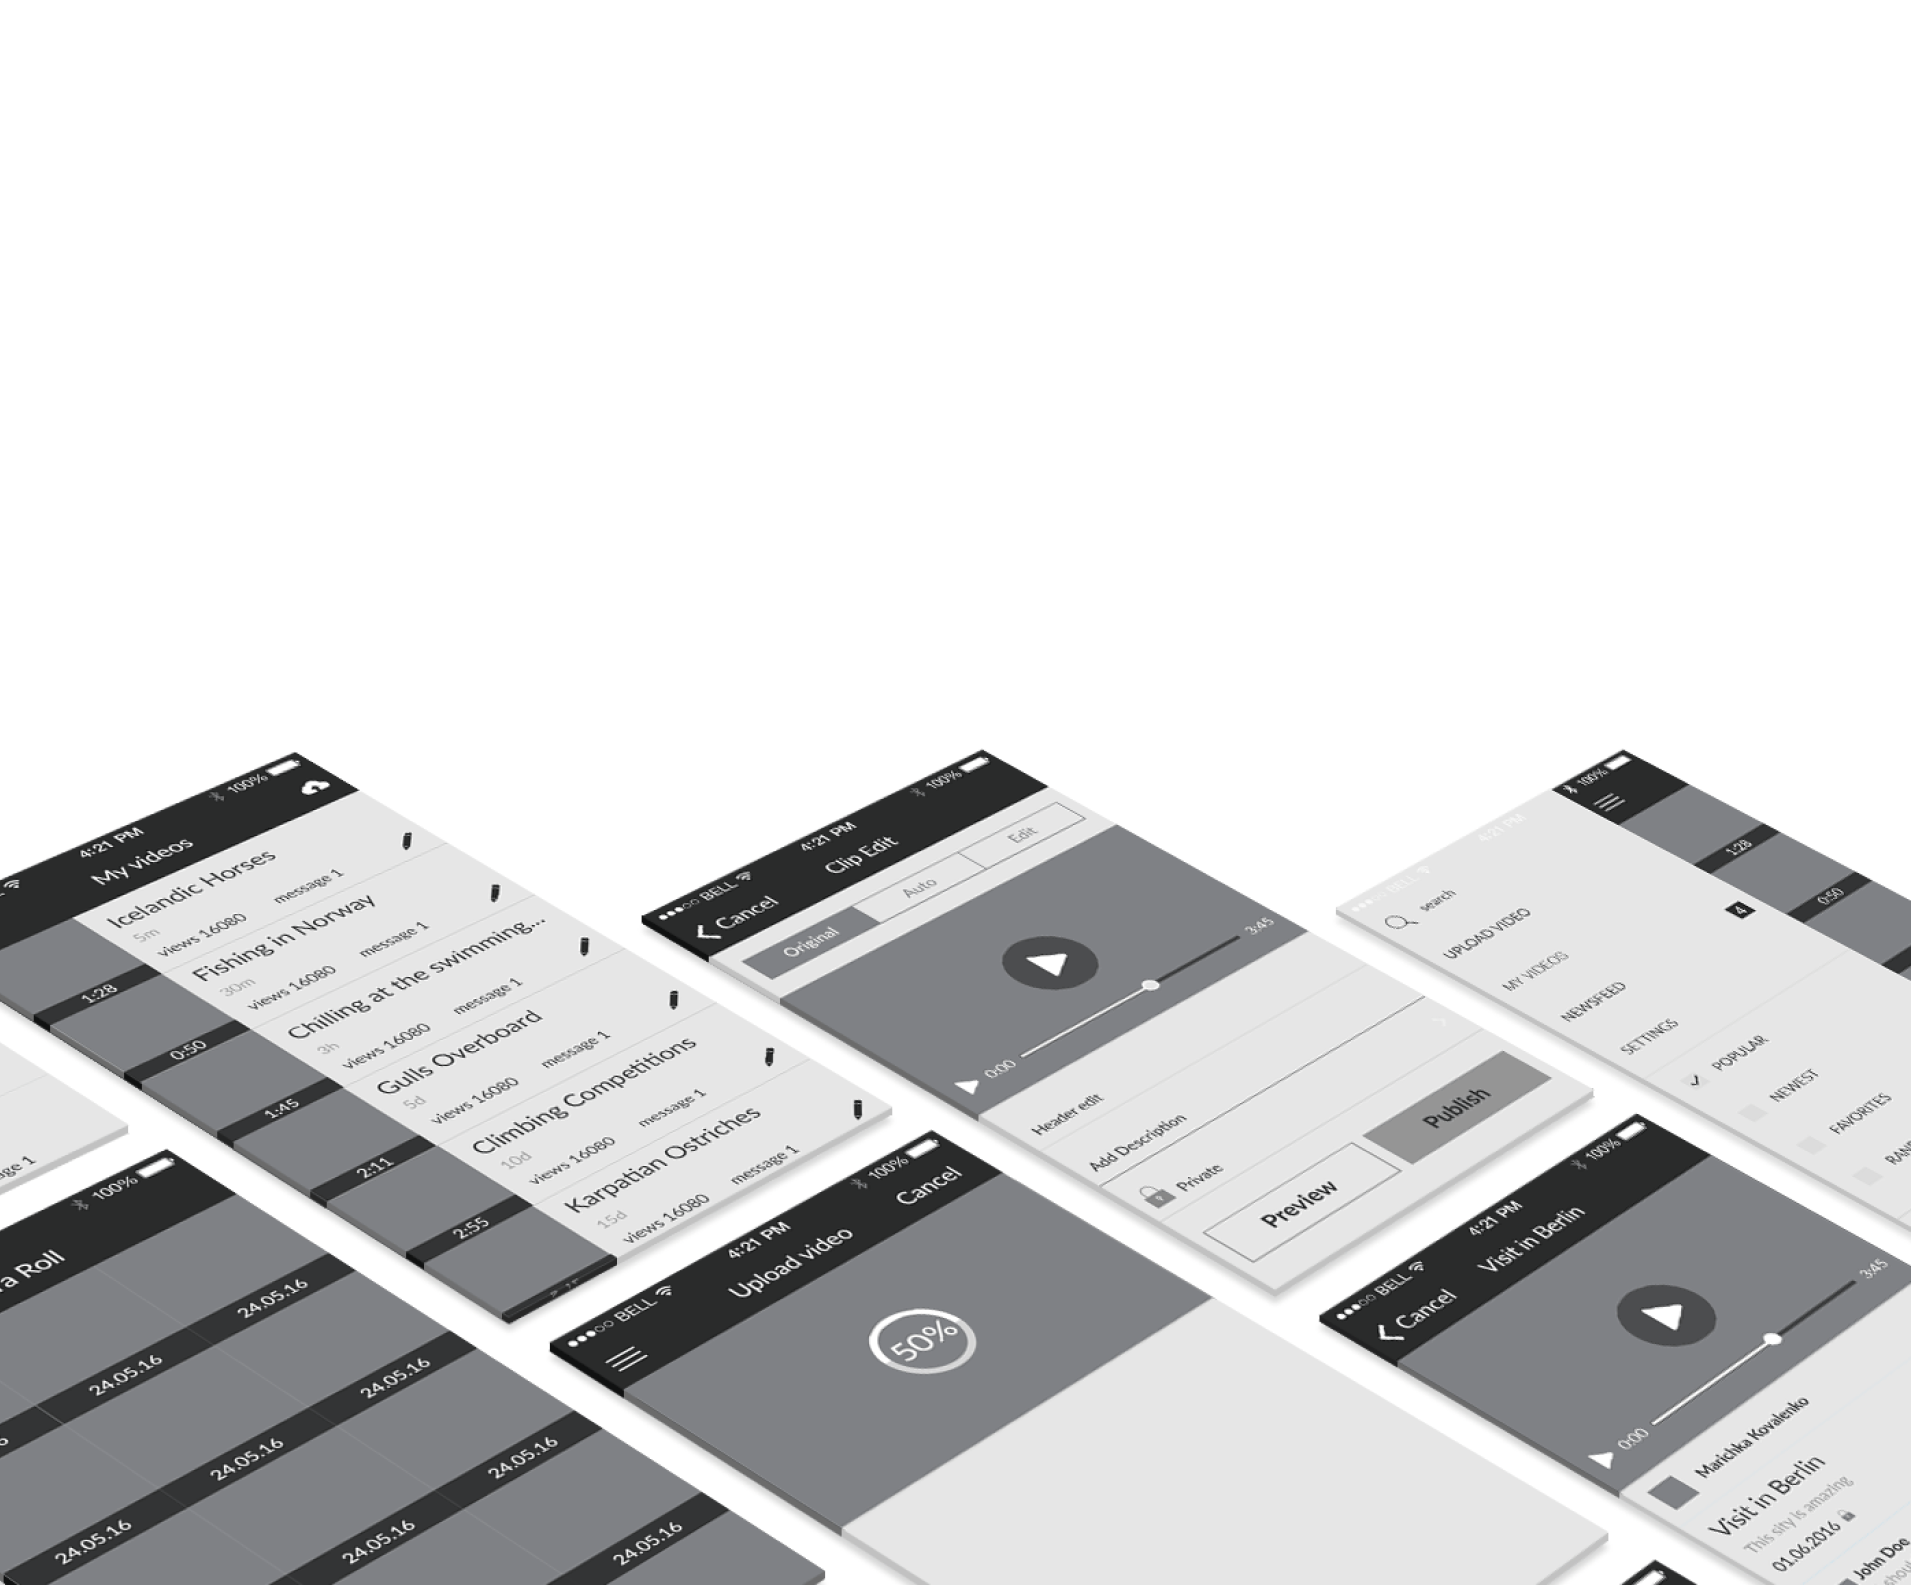 100%
4:21 PM
My videos
Icelandic Horses
5m
views 16080
message 1
1:28
Fishing in Norway
30m
views 16080
message 1
0:50
Chilling at the swimming...
3h
views 16080
message 1
1:45
Gulls Overboard
5d
views 16080
message 1
2:11
Climbing Competitions
10d
views 16080
message 1
2:55
Karpatian Ostriches
15d
views 16080
message 1
BELL
4:21 PM
100%
Cancel
Clip Edit
Original
Auto
Edit
0:00
3:45
Header edit
Add Description
Private
Preview
Publish
BELL
4:21 PM
100%
search
UPLOAD VIDEO
MY VIDEOS
4
NEWSFEED
SETTINGS
POPULAR
NEWEST
FAVORITES
1:28
0:50
100%
a Roll
24.05.16
24.05.16
24.05.16
24.05.16
24.05.16
24.05.16
24.05.16
24.05.16
BELL
4:21 PM
100%
Upload video
Cancel
50%
BELL
4:21 PM
100%
Cancel
Visit in Berlin
0:00
3:45
Marichka Kovalenko
Visit in Berlin
This sity is amazing
01.06.2016
John Doe